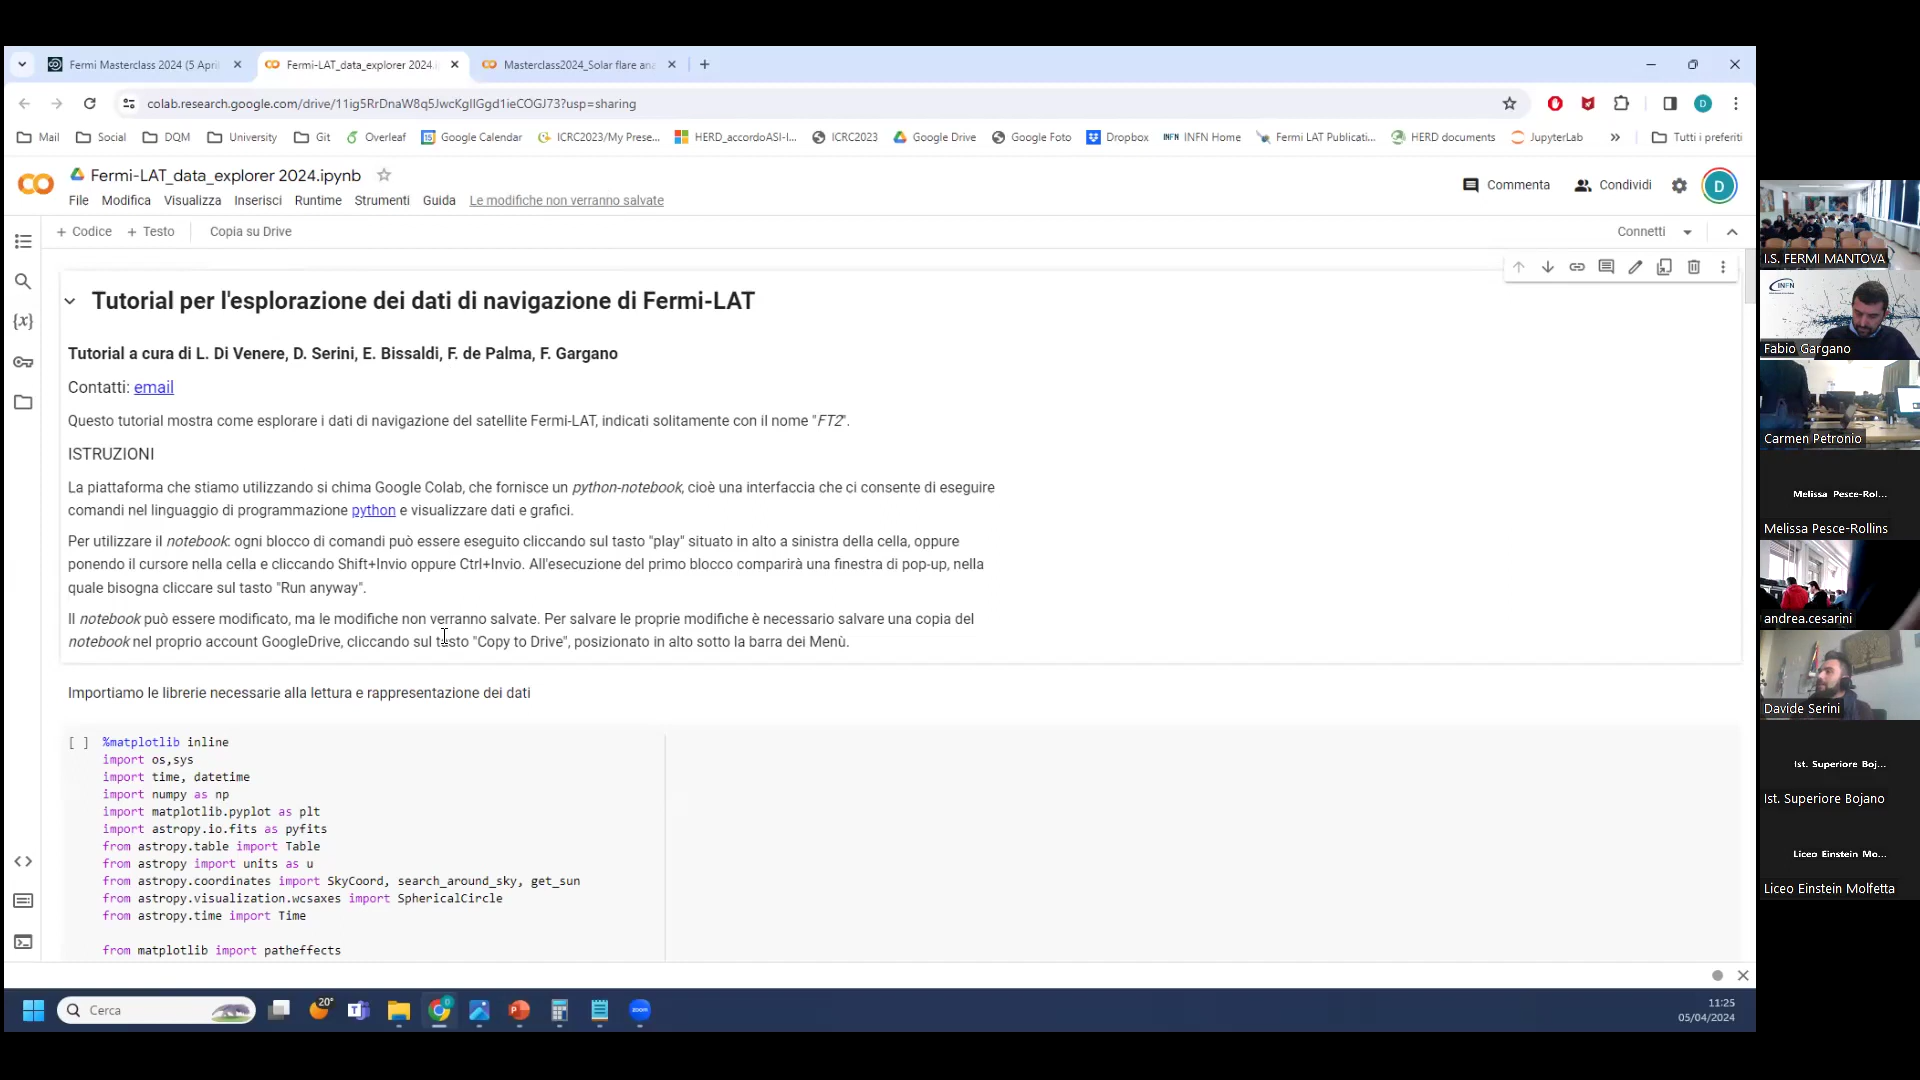 Fermi Masterclass 2024 (5 Apri
Fermi-LAT_data_explorer 2024.i
Masterclass2024_Solar flare ana
colab.research.google.com/drive/11ig5RrDnaW8q5JwcKgIIGgd1ieCOGJ73?usp=sharing
Mail
Social
DQM
University
Git
Overleaf
Google Calendar
ICRC2023/My Prese...
HERD_accordoASI-I...
ICRC2023
Google Drive
Google Foto
Dropbox
INFN Home
Fermi LAT Publicati...
HERD documents
JupyterLab
Tutti i preferiti
Fermi-LAT_data_explorer 2024.ipynb
Commenta
Condividi
D
File Modifica Visualizza Inserisci Runtime Strumenti Guida Le modifiche non verranno salvate
+ Codice + Testo Copia su Drive
Connetti
Tutorial per l'esplorazione dei dati di navigazione di Fermi-LAT
Tutorial a cura di L. Di Venere, D. Serini, E. Bissaldi, F. de Palma, F. Gargano
Contatti: email
Questo tutorial mostra come esplorare i dati di navigazione del satellite Fermi-LAT, indicati solitamente con il nome "FT2".
ISTRUZIONI
La piattaforma che stiamo utilizzando si chima Google Colab, che fornisce un python-notebook, cioè una interfaccia che ci consente di eseguire
comandi nel linguaggio di programmazione python e visualizzare dati e grafici.
Per utilizzare il notebook: ogni blocco di comandi può essere eseguito cliccando sul tasto "play" situato in alto a sinistra della cella, oppure
ponendo il cursore nella cella e cliccando Shift+Invio oppure Ctrl+Invio. All'esecuzione del primo blocco comparirà una finestra di pop-up, nella
quale bisogna cliccare sul tasto "Run anyway".
Il notebook può essere modificato, ma le modifiche non verranno salvate. Per salvare le proprie modifiche è necessario salvare una copia del
notebook nel proprio account GoogleDrive, cliccando sul tasto "Copy to Drive", posizionato in alto sotto la barra dei Menù.
Importiamo le librerie necessarie alla lettura e rappresentazione dei dati
[ ] %matplotlib inline
import os,sys
import time, datetime
import numpy as np
import matplotlib.pyplot as plt
import astropy.io.fits as pyfits
from astropy.table import Table
from astropy import units as u
from astropy.coordinates import SkyCoord, search_around_sky, get_sun
from astropy.visualization.wcsaxes import SphericalCircle
from astropy.time import Time
from matplotlib import patheffects
Cerca
20°
zoom
11:25
05/04/2024
I.S. FERMI MANTOVA
INFN
Fabio Gargano
Carmen Petronio
Melissa Pesce-Rol...
Melissa Pesce-Rollins
andrea.cesarini
Davide Serini
Ist. Superiore Boj...
Ist. Superiore Bojano
Liceo Einstein Mo...
Liceo Einstein Molfetta